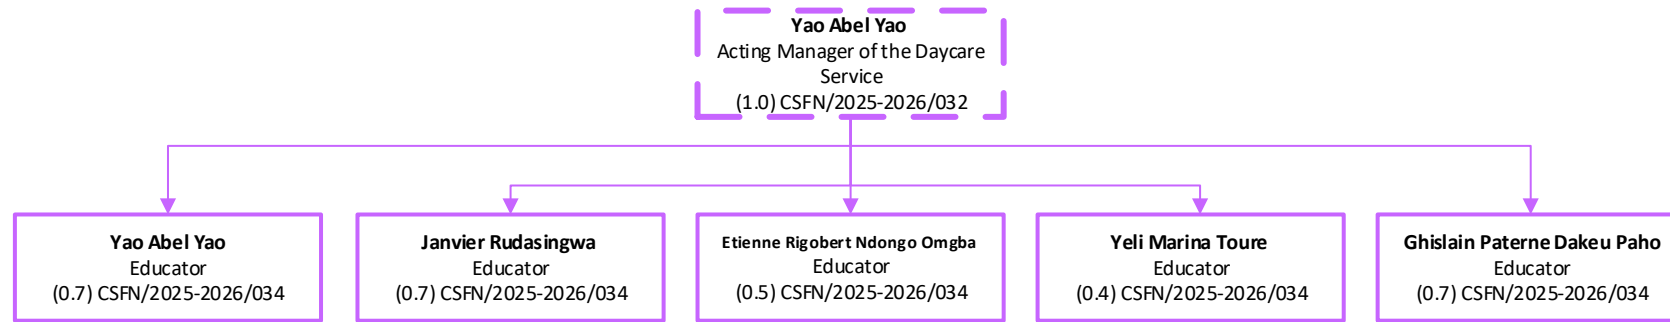 Yao Abel Yao
Acting Manager of the Daycare
Service
(1.0) CSFN/2025-2026/032
Yao Abel Yao
Educator
(0.7) CSFN/2025-2026/034
Janvier Rudasingwa
Educator
(0.7) CSFN/2025-2026/034
Etienne Rigobert Ndongo Omgba
Educator
(0.5) CSFN/2025-2026/034
Yeli Marina Toure
Educator
(0.4) CSFN/2025-2026/034
Ghislain Paterne Dakeu Paho
Educator
(0.7) CSFN/2025-2026/034